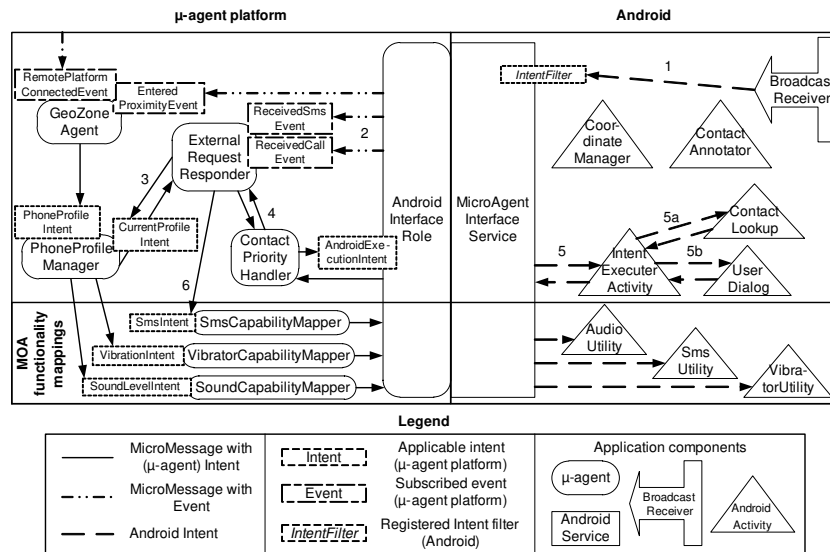 μ-agent platform
Android
RemotePlatform
ConnectedEvent
Entered
ProximityEvent
GeoZone
Agent
ReceivedSms
Event
ReceivedCall
Event
External
Request
Responder
2
3
4
PhoneProfile
Intent
CurrentProfile
Intent
PhoneProfile
Manager
Contact
Priority
Handler
AndroidExe-
cutionIntent
6
Android
Interface
Role
MicroAgent
Interface
Service
IntentFilter
1
Broadcast
Receiver
Coor-
dinate
Manager
Contact
Annotator
5a
Contact
Lookup
5
Intent
Executer
Activity
5b
User
Dialog
MOA
functionality
mappings
SmsIntent
SmsCapabilityMapper
VibrationIntent
VibratorCapabilityMapper
SoundLevelIntent
SoundCapabilityMapper
Audio
Utility
Sms
Utility
Vibra-
torUtility
Legend
MicroMessage with
(μ-agent) Intent
MicroMessage with
Event
Android Intent
Intent
Applicable intent
(μ-agent platform)
Event
Subscribed event
(μ-agent platform)
IntentFilter
Registered Intent filter
(Android)
Application components
μ-agent
Android
Service
Broadcast
Receiver
Android
Activity